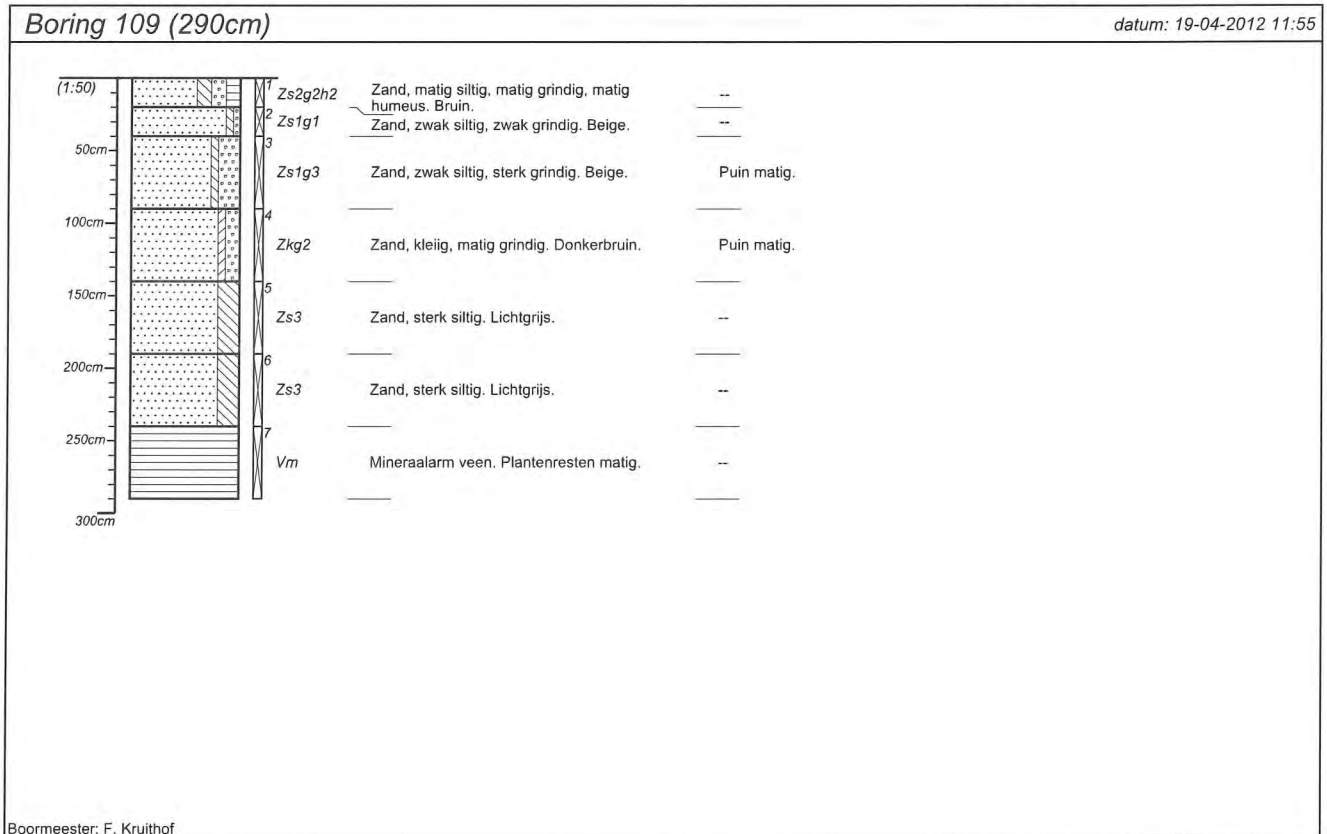 Boring 109 (290cm)
datum: 19-04-2012 11:55
(1:50)
1 Zs2g2h2 Zand, matig siltig, matig grindig, matig humeus. Bruin. --
2 Zs1g1 Zand, zwak siltig, zwak grindig. Beige. --
50cm
3 Zs1g3 Zand, zwak siltig, sterk grindig. Beige. Puin matig.
100cm
4 Zkg2 Zand, kleiig, matig grindig. Donkerbruin. Puin matig.
150cm
5 Zs3 Zand, sterk siltig. Lichtgrijs. --
200cm
6 Zs3 Zand, sterk siltig. Lichtgrijs. --
250cm
7 Vm Mineraalarm veen. Plantenresten matig. --
300cm
Boormeester: F. Kruithof